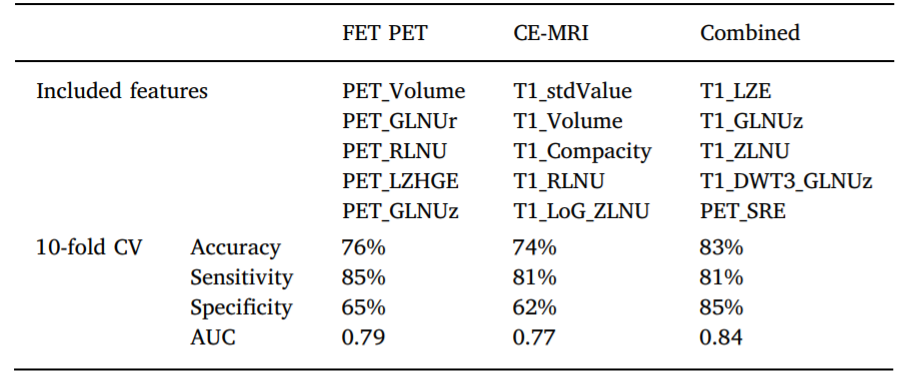 FET PET CE-MRI Combined
Included features PET_Volume T1_stdValue T1_LZE
PET_GLNUr T1_Volume T1_GLNUz
PET_RLNU T1_Compacity T1_ZLNU
PET_LZHGE T1_RLNU T1_DWT3_GLNUz
PET_GLNUz T1_LoG_ZLNU PET_SRE
10-fold CV Accuracy 76% 74% 83%
Sensitivity 85% 81% 81%
Specificity 65% 62% 85%
AUC 0.79 0.77 0.84